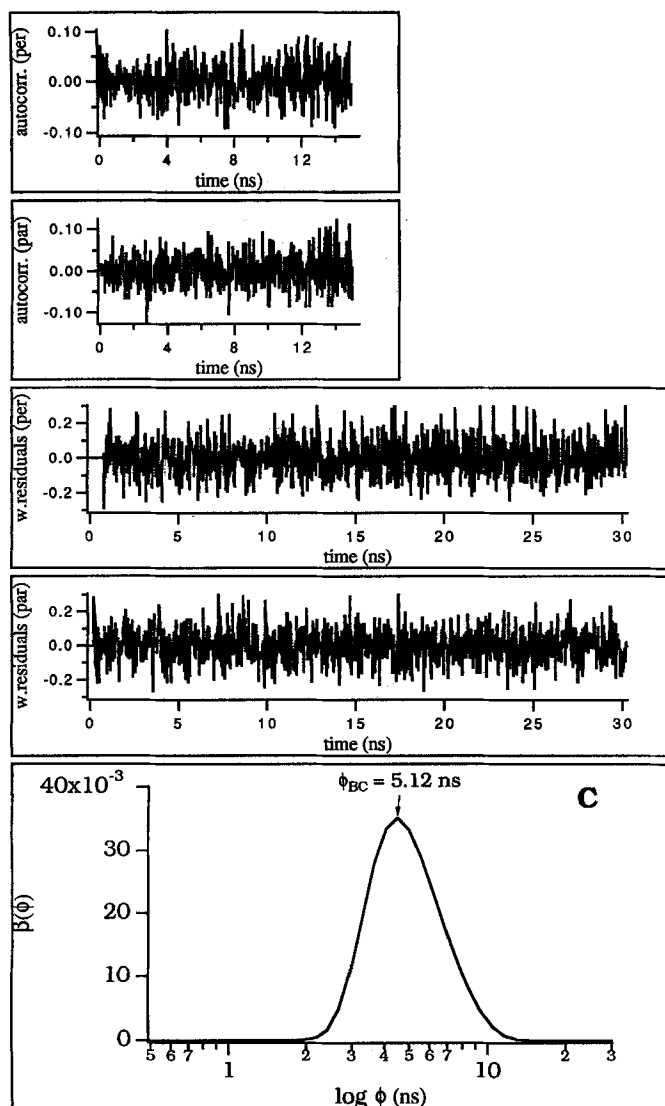 autocorr. (per)
0.10
0.00
-0.10
0 4 8 12
time (ns)
autocorr. (par)
0.10
0.00
-0.10
0 4 8 12
time (ns)
w.residuals (per)
0.2
0.0
-0.2
0 5 10 15 20 25 30
time (ns)
w.residuals (par)
0.2
0.0
-0.2
0 5 10 15 20 25 30
time (ns)
ϕBC = 5.12 ns
C
40x10⁻³
30
20
10
0
β(ϕ)
5 6 7 1 2 3 4 5 6 7 10 2 3
log ϕ (ns)